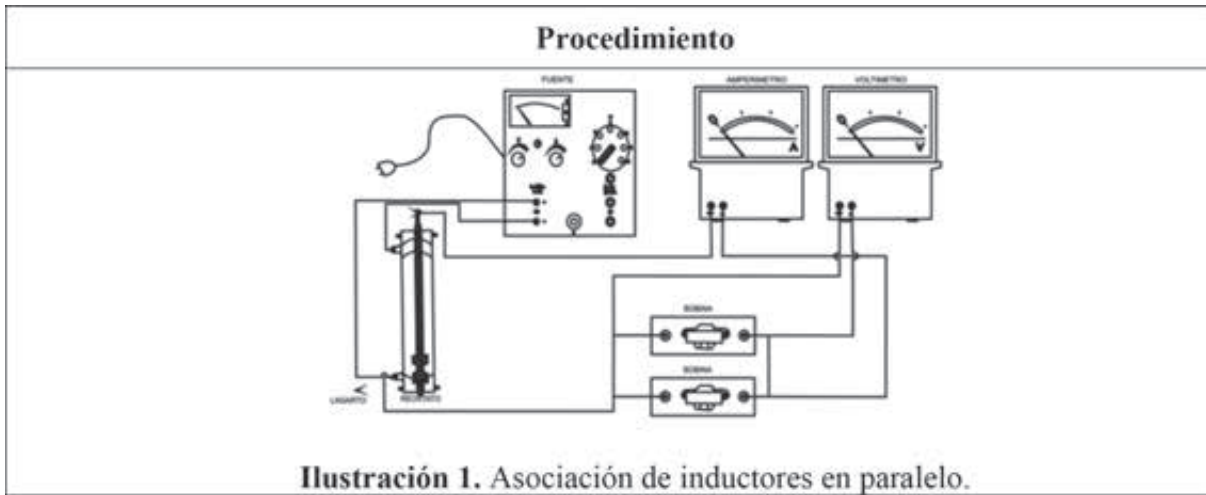 Procedimiento
FUENTE
AMPERIMETRO
VOLTIMETRO
A
V
BOBINA
BOBINA
LAGARTO
REOSTATO
Ilustración 1. Asociación de inductores en paralelo.